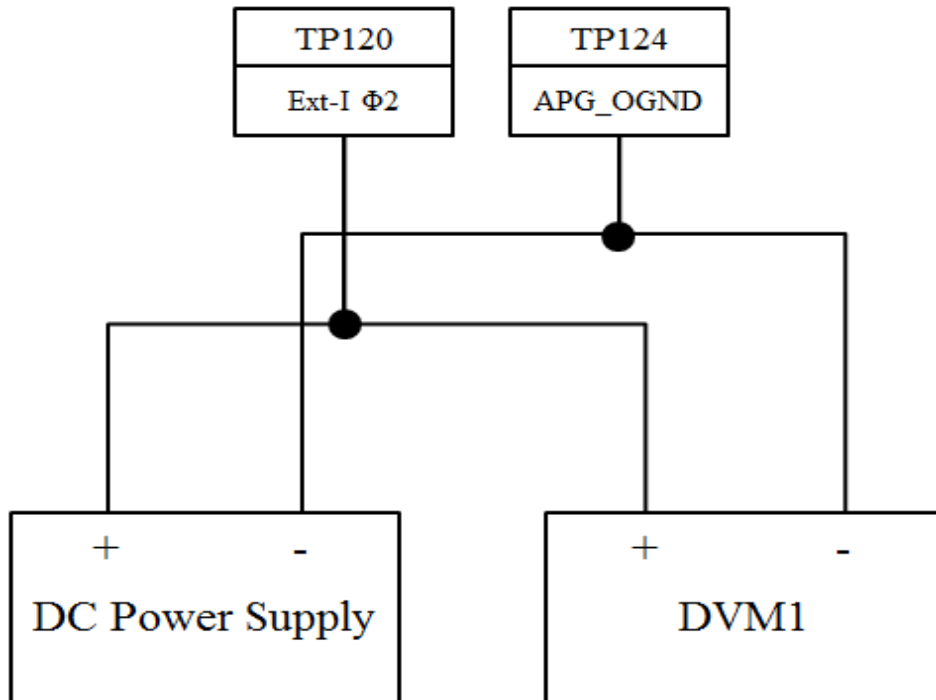 TP120
TP124
Ext-I Φ2
APG_OGND
+
-
+
-
DC Power Supply
DVM1